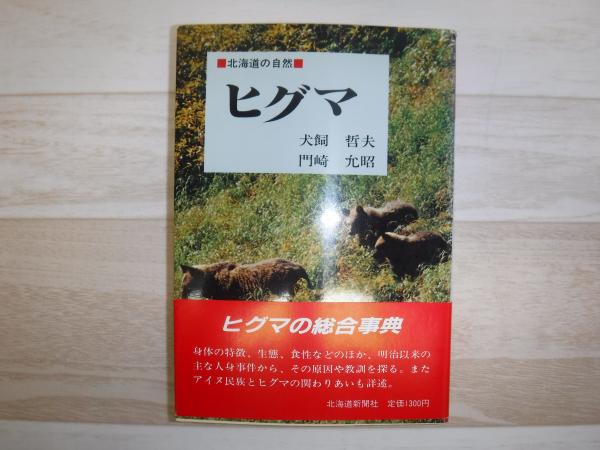 ■北海道の自然■
ヒグマ
犬飼 哲夫
門崎 允昭
ヒグマの総合事典
身体の特徴、生態、食性などのほか、明治以来の
主な人身事件から、その原因や教訓を探る。また
アイヌ民族とヒグマの関わりあいも詳述。
北海道新聞社 定価1300円